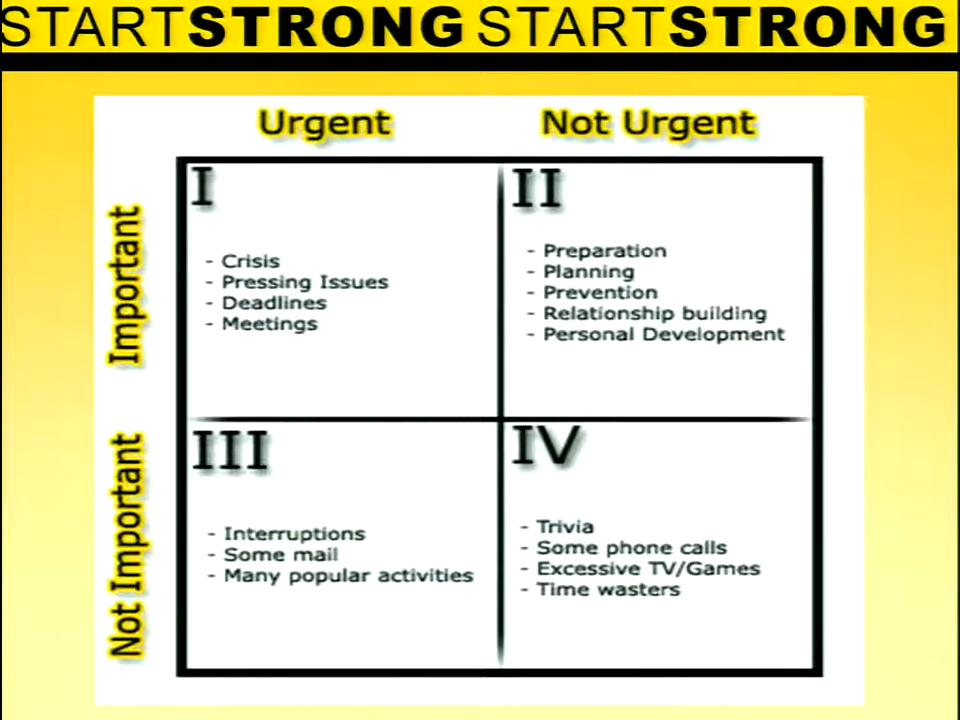 STARTSTRONG STARTSTRONG
Urgent
Not Urgent
Important
I
- Crisis
- Pressing Issues
- Deadlines
- Meetings
II
- Preparation
- Planning
- Prevention
- Relationship building
- Personal Development
Not Important
III
- Interruptions
- Some mail
- Many popular activities
IV
- Trivia
- Some phone calls
- Excessive TV/Games
- Time wasters